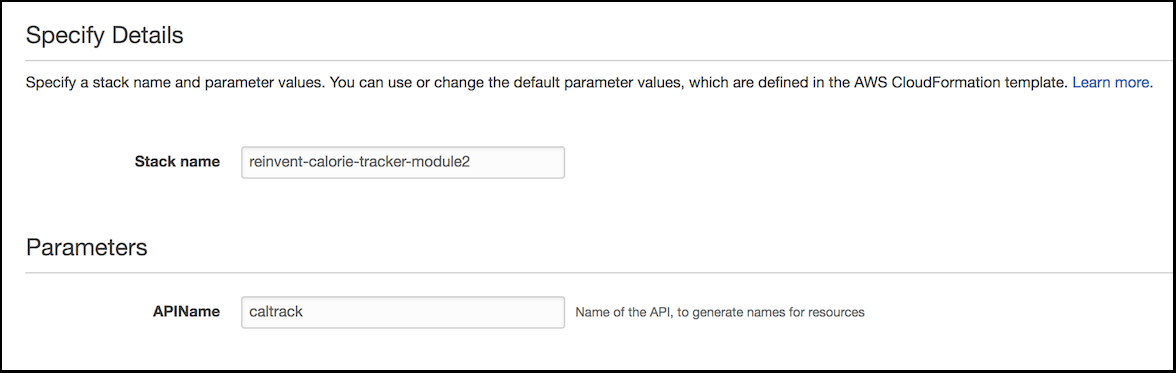 Specify Details
Specify a stack name and parameter values. You can use or change the default parameter values, which are defined in the AWS CloudFormation template. Learn more.
Stack name reinvent-calorie-tracker-module2
Parameters
APIName caltrack Name of the API, to generate names for resources